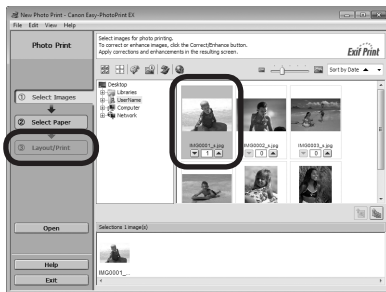 New Photo Print - Canon Easy-PhotoPrint EX
File Edit View Help
Photo Print
Select images for photo printing.
To correct or enhance images, click the Correct/Enhance button.
Apply corrections and enhancements in the resulting screen.
Exif Print
Sort by Date
1 Select Images
2 Select Paper
3 Layout/Print
Open
Help
Exit
Desktop
Libraries
UserName
Computer
Network
IMG0001_s.jpg
1
IMG0002_s.jpg
0
IMG0003_s.jpg
0
Selections 1 image(s)
IMG0001_...